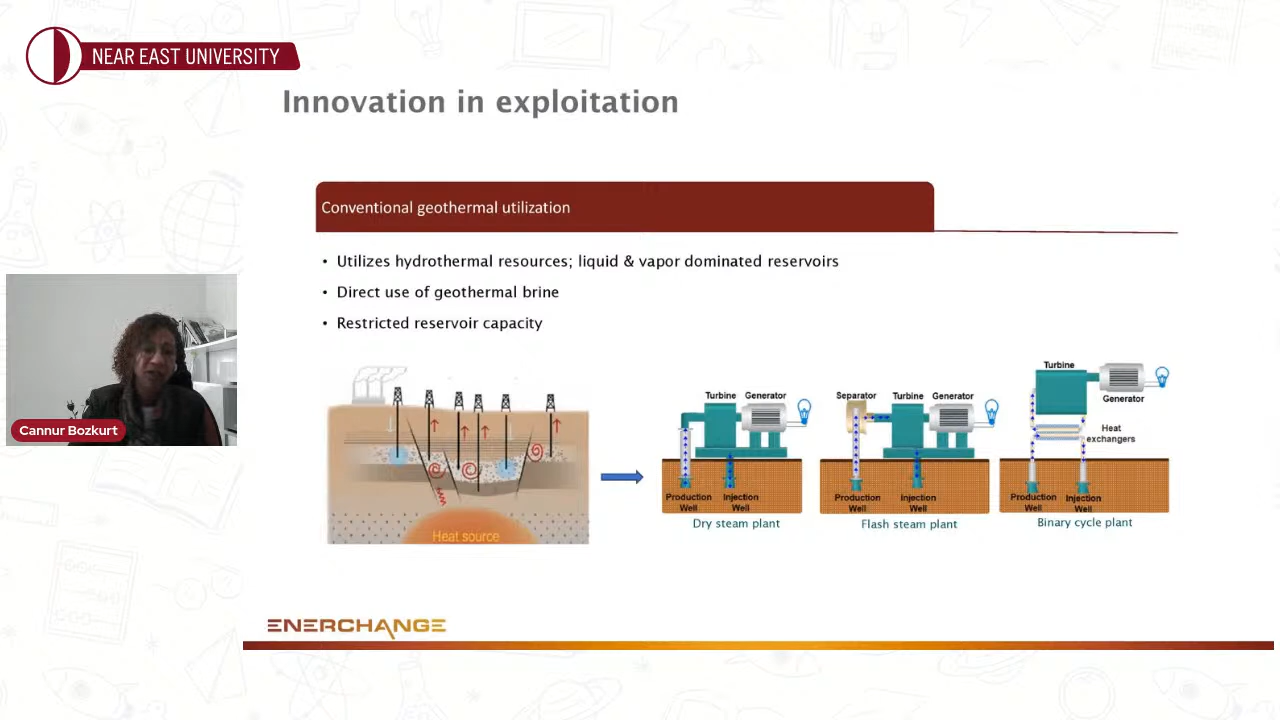 NEAR EAST UNIVERSITY
Innovation in exploitation
Conventional geothermal utilization
• Utilizes hydrothermal resources; liquid & vapor dominated reservoirs
• Direct use of geothermal brine
• Restricted reservoir capacity
Cannur Bozkurt
Heat source
Turbine Generator
Production Well
Injection Well
Dry steam plant
Separator Turbine Generator
Production Well
Injection Well
Flash steam plant
Turbine
Generator
Heat exchangers
Production Well
Injection Well
Binary cycle plant
ENERCHANGE